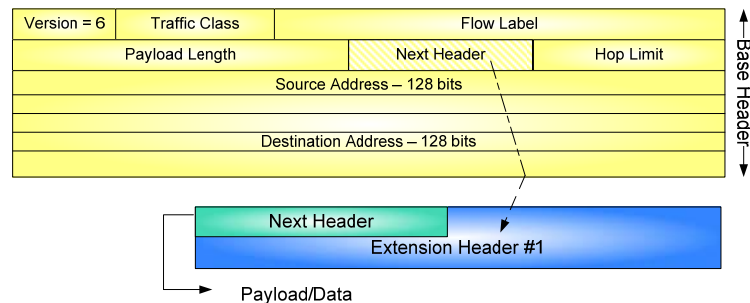 Version = 6 Traffic Class Flow Label
Payload Length Next Header Hop Limit
Source Address – 128 bits
Destination Address – 128 bits
Base Header
Next Header
Extension Header #1
Payload/Data